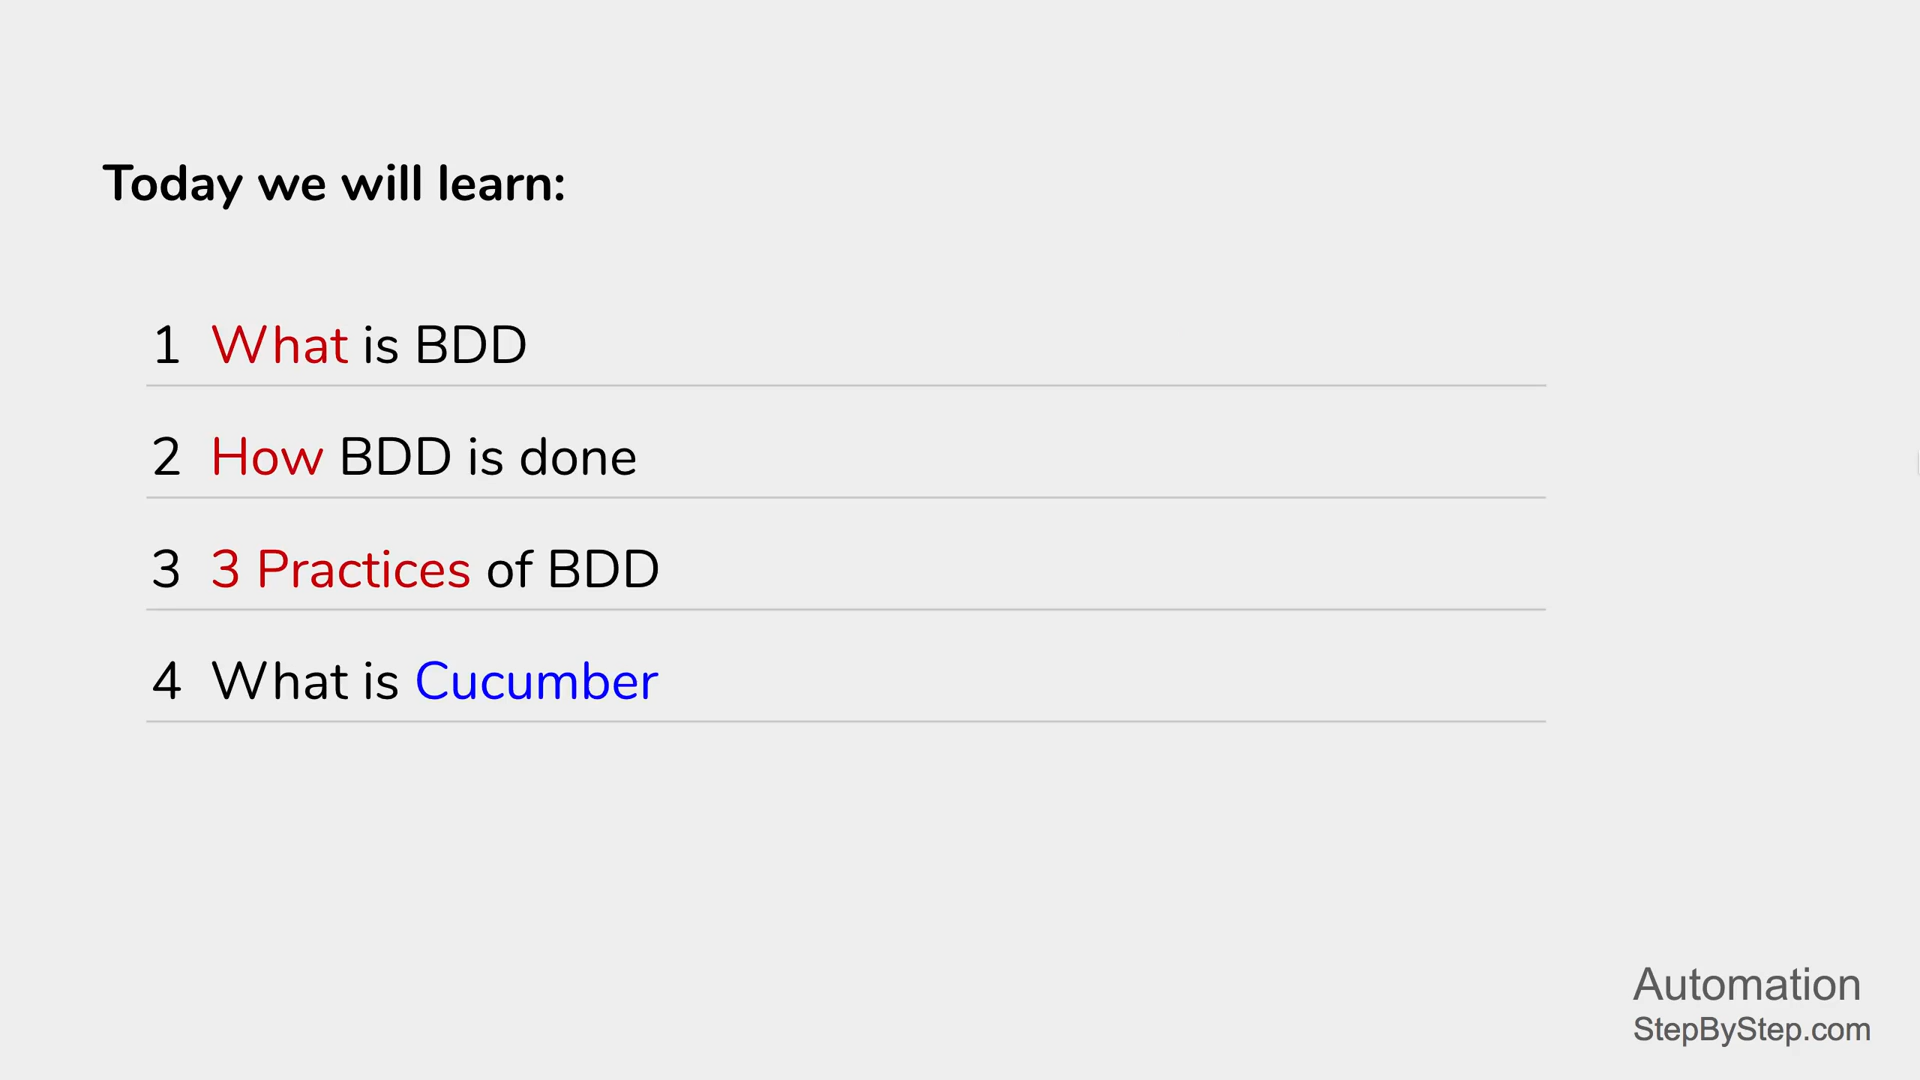 Today we will learn:
1 What is BDD
2 How BDD is done
3 3 Practices of BDD
4 What is Cucumber
Automation
StepByStep.com